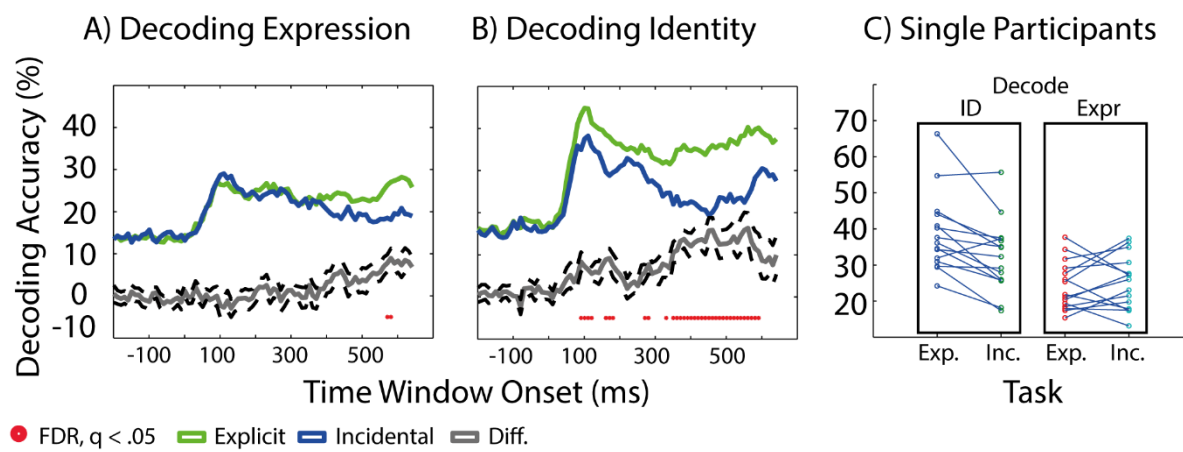 A) Decoding Expression
B) Decoding Identity
C) Single Participants
Decoding Accuracy (%)
40
30
20
10
0
-10
-100 100 300 500
-100 100 300 500
Time Window Onset (ms)
Decode
ID Expr
70
60
50
40
30
20
Exp. Inc. Exp. Inc.
Task
FDR, q < .05 Explicit Incidental Diff.